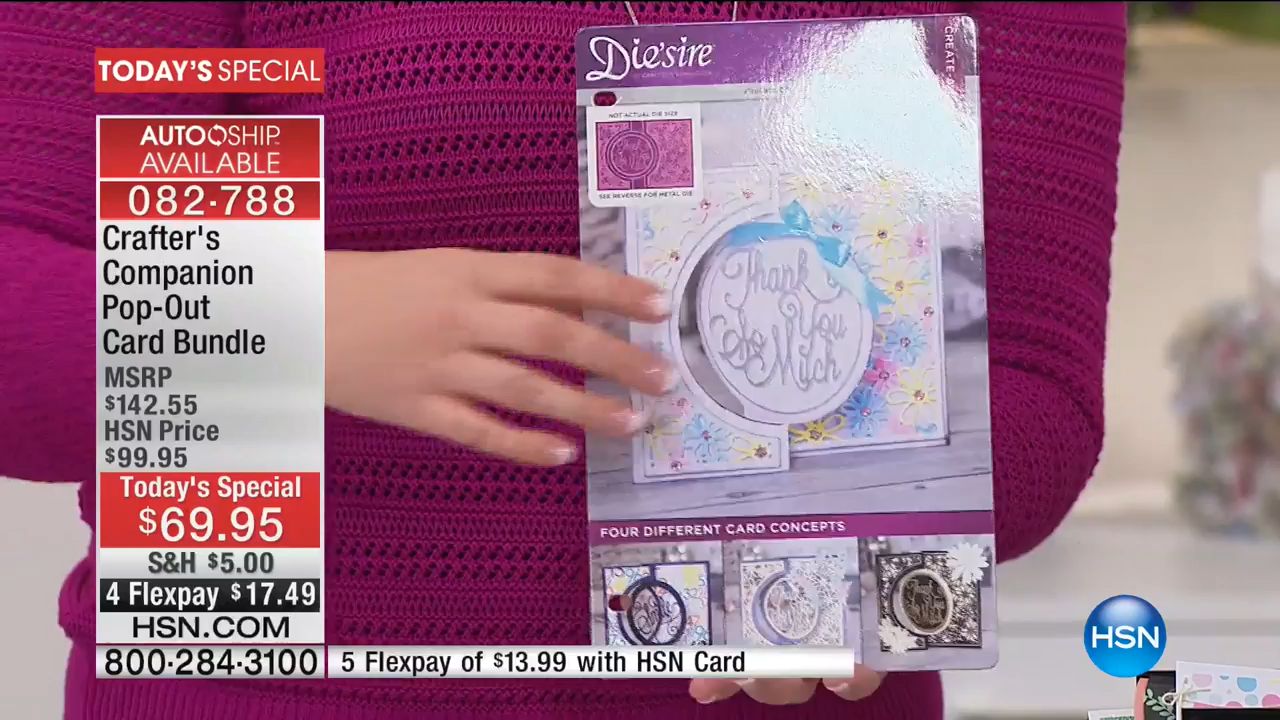 TODAY'S SPECIAL
AUTO SHIP
AVAILABLE
082-788
Crafter's
Companion
Pop-Out
Card Bundle
MSRP
$142.55
HSN Price
$99.95
Today's Special
$69.95
S&H $5.00
4 Flexpay $17.49
HSN.COM
800-284-3100
5 Flexpay of $13.99 with HSN Card
Die'sire
CREATE
NOT ACTUAL DIE SIZE
SEE REVERSE FOR METAL DIE
Thank
You
So
Much
FOUR DIFFERENT CARD CONCEPTS
HSN